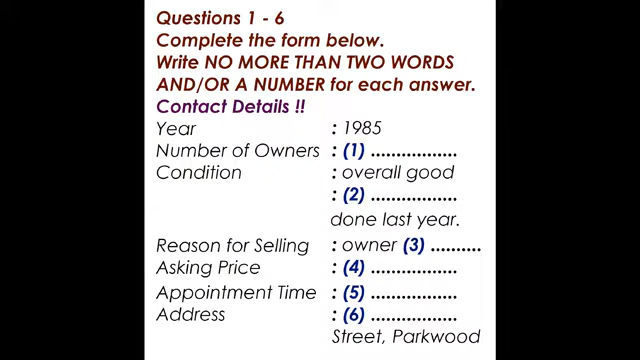 Questions 1 - 6
Complete the form below.
Write NO MORE THAN TWO WORDS
AND/OR A NUMBER for each answer.
Contact Details !!
Year : 1985
Number of Owners : (1) .................
Condition : overall good
: (2) .................
done last year.
Reason for Selling : owner (3) ..........
Asking Price : (4) .................
Appointment Time : (5) .................
Address : (6) .................
Street, Parkwood